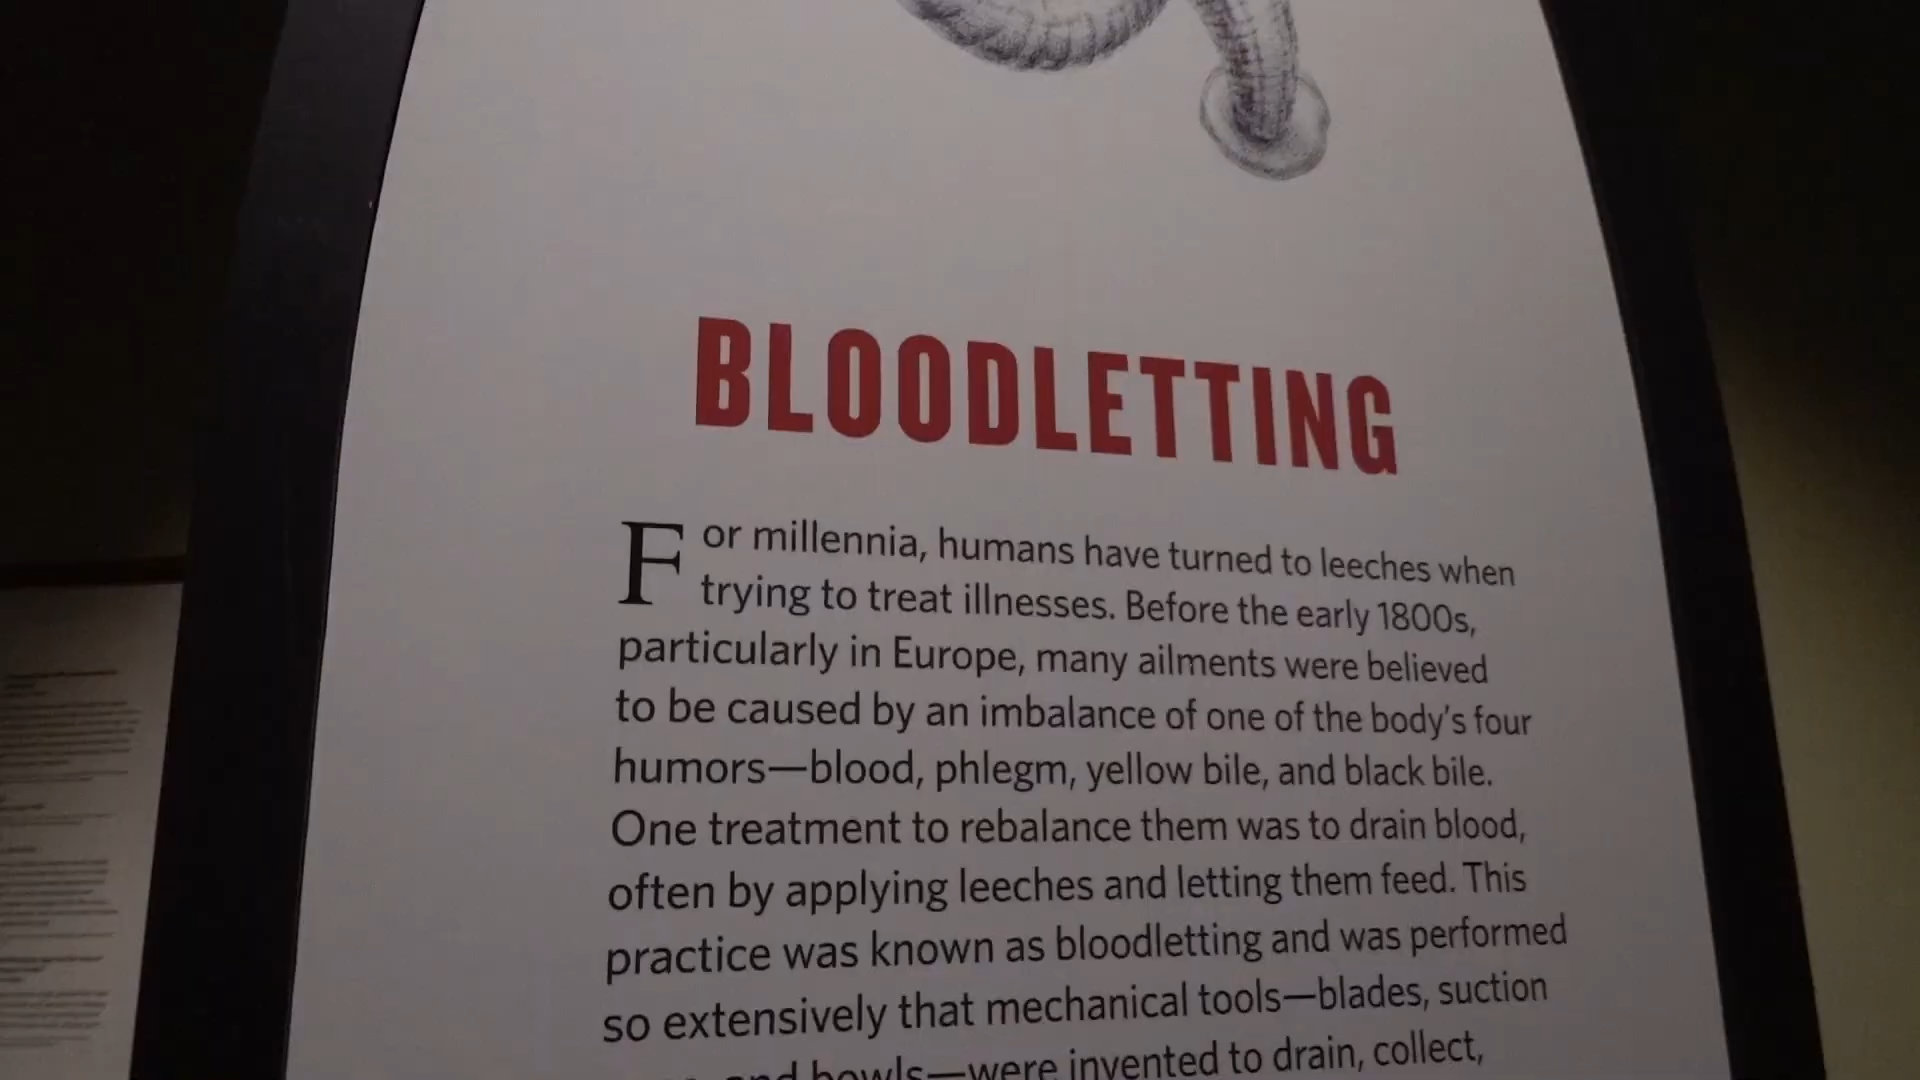 BLOODLETTING
For millennia, humans have turned to leeches when
trying to treat illnesses. Before the early 1800s,
particularly in Europe, many ailments were believed
to be caused by an imbalance of one of the body's four
humors—blood, phlegm, yellow bile, and black bile.
One treatment to rebalance them was to drain blood,
often by applying leeches and letting them feed. This
practice was known as bloodletting and was performed
so extensively that mechanical tools—blades, suction
and bowls—were invented to drain, collect,